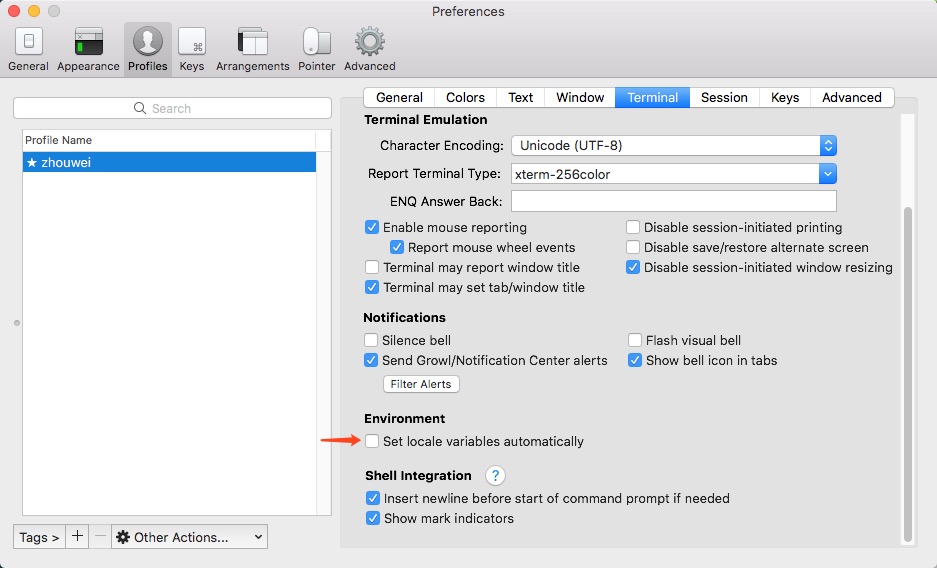 Preferences
General Appearance Profiles Keys Arrangements Pointer Advanced
Search
Profile Name
★ zhouwei
Tags > + − Other Actions...
General Colors Text Window Terminal Session Keys Advanced
Terminal Emulation
Character Encoding: Unicode (UTF-8)
Report Terminal Type: xterm-256color
ENQ Answer Back:
Enable mouse reporting
Disable session-initiated printing
Report mouse wheel events
Disable save/restore alternate screen
Terminal may report window title
Disable session-initiated window resizing
Terminal may set tab/window title
Notifications
Silence bell
Flash visual bell
Send Growl/Notification Center alerts
Show bell icon in tabs
Filter Alerts
Environment
Set locale variables automatically
Shell Integration ?
Insert newline before start of command prompt if needed
Show mark indicators